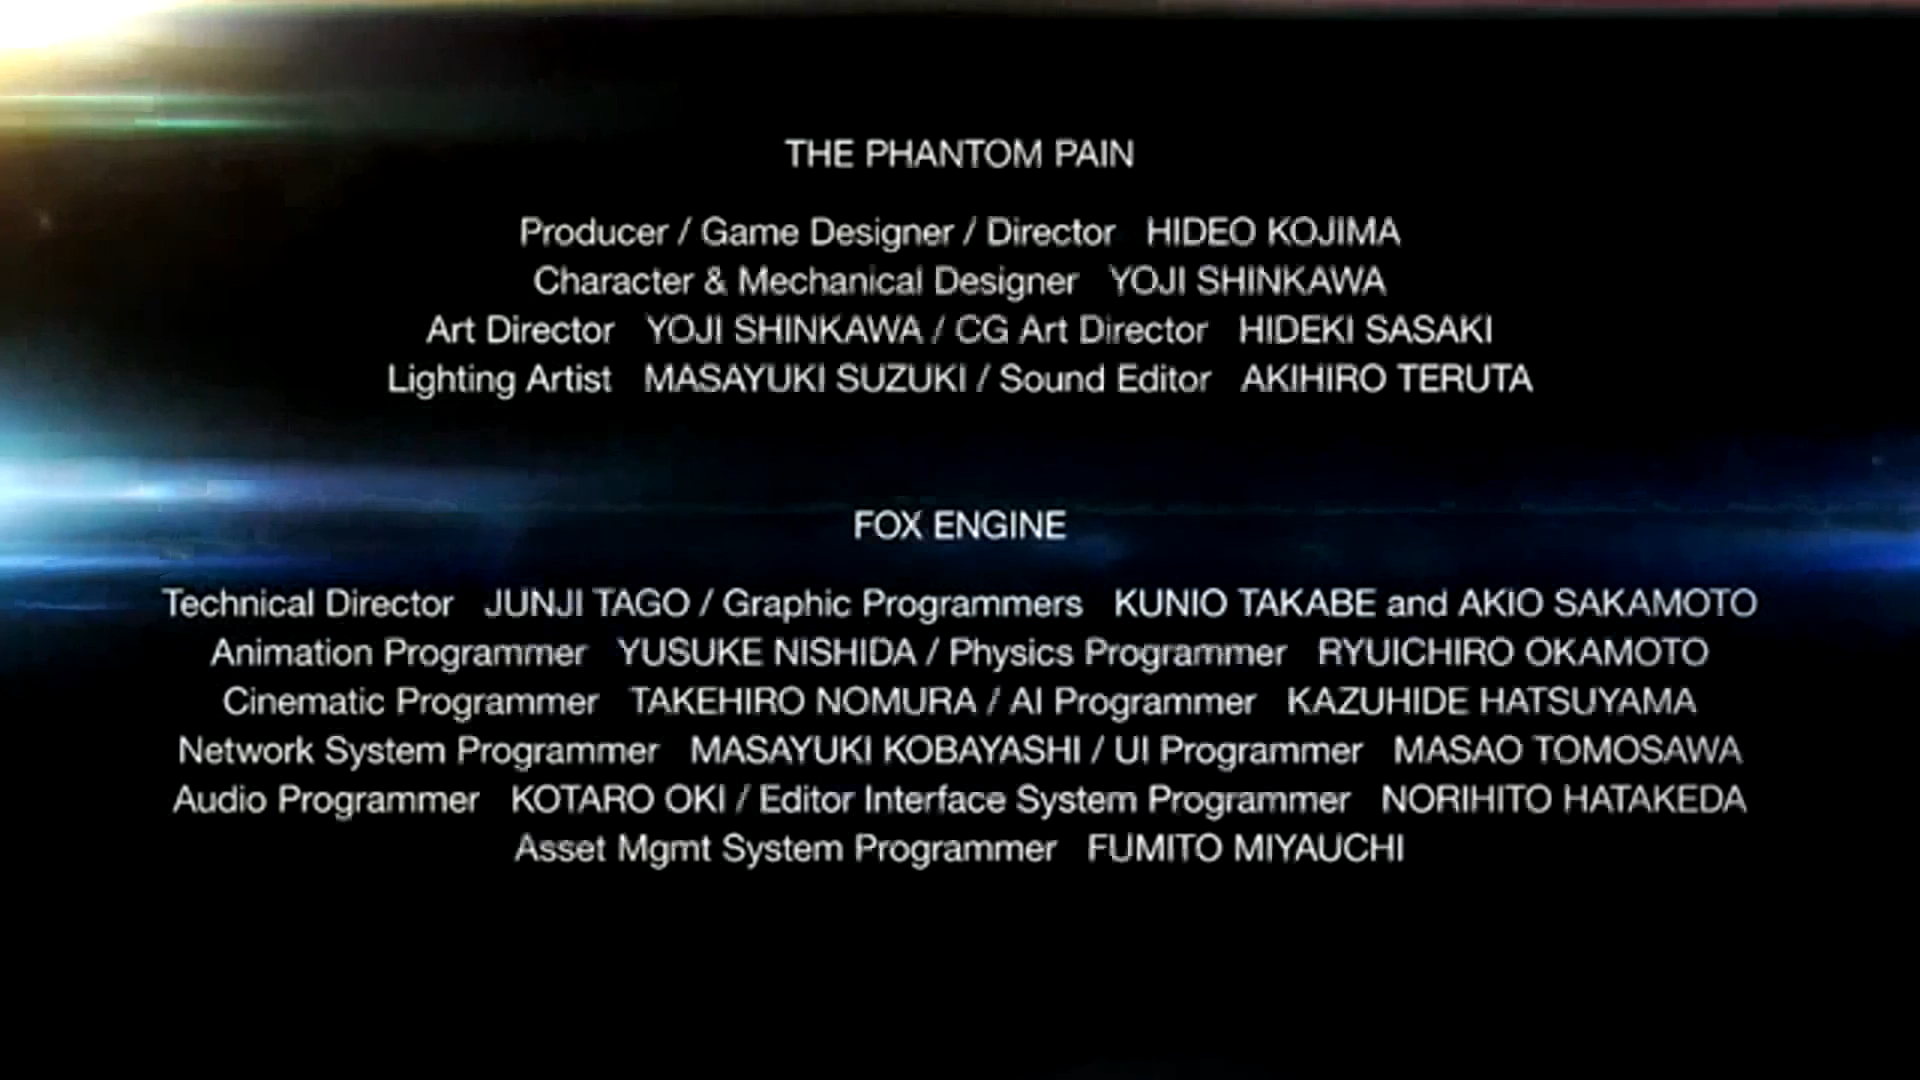 THE PHANTOM PAIN
Producer / Game Designer / Director HIDEO KOJIMA
Character & Mechanical Designer YOJI SHINKAWA
Art Director YOJI SHINKAWA / CG Art Director HIDEKI SASAKI
Lighting Artist MASAYUKI SUZUKI / Sound Editor AKIHIRO TERUTA
FOX ENGINE
Technical Director JUNJI TAGO / Graphic Programmers KUNIO TAKABE and AKIO SAKAMOTO
Animation Programmer YUSUKE NISHIDA / Physics Programmer RYUICHIRO OKAMOTO
Cinematic Programmer TAKEHIRO NOMURA / AI Programmer KAZUHIDE HATSUYAMA
Network System Programmer MASAYUKI KOBAYASHI / UI Programmer MASAO TOMOSAWA
Audio Programmer KOTARO OKI / Editor Interface System Programmer NORIHITO HATAKEDA
Asset Mgmt System Programmer FUMITO MIYAUCHI